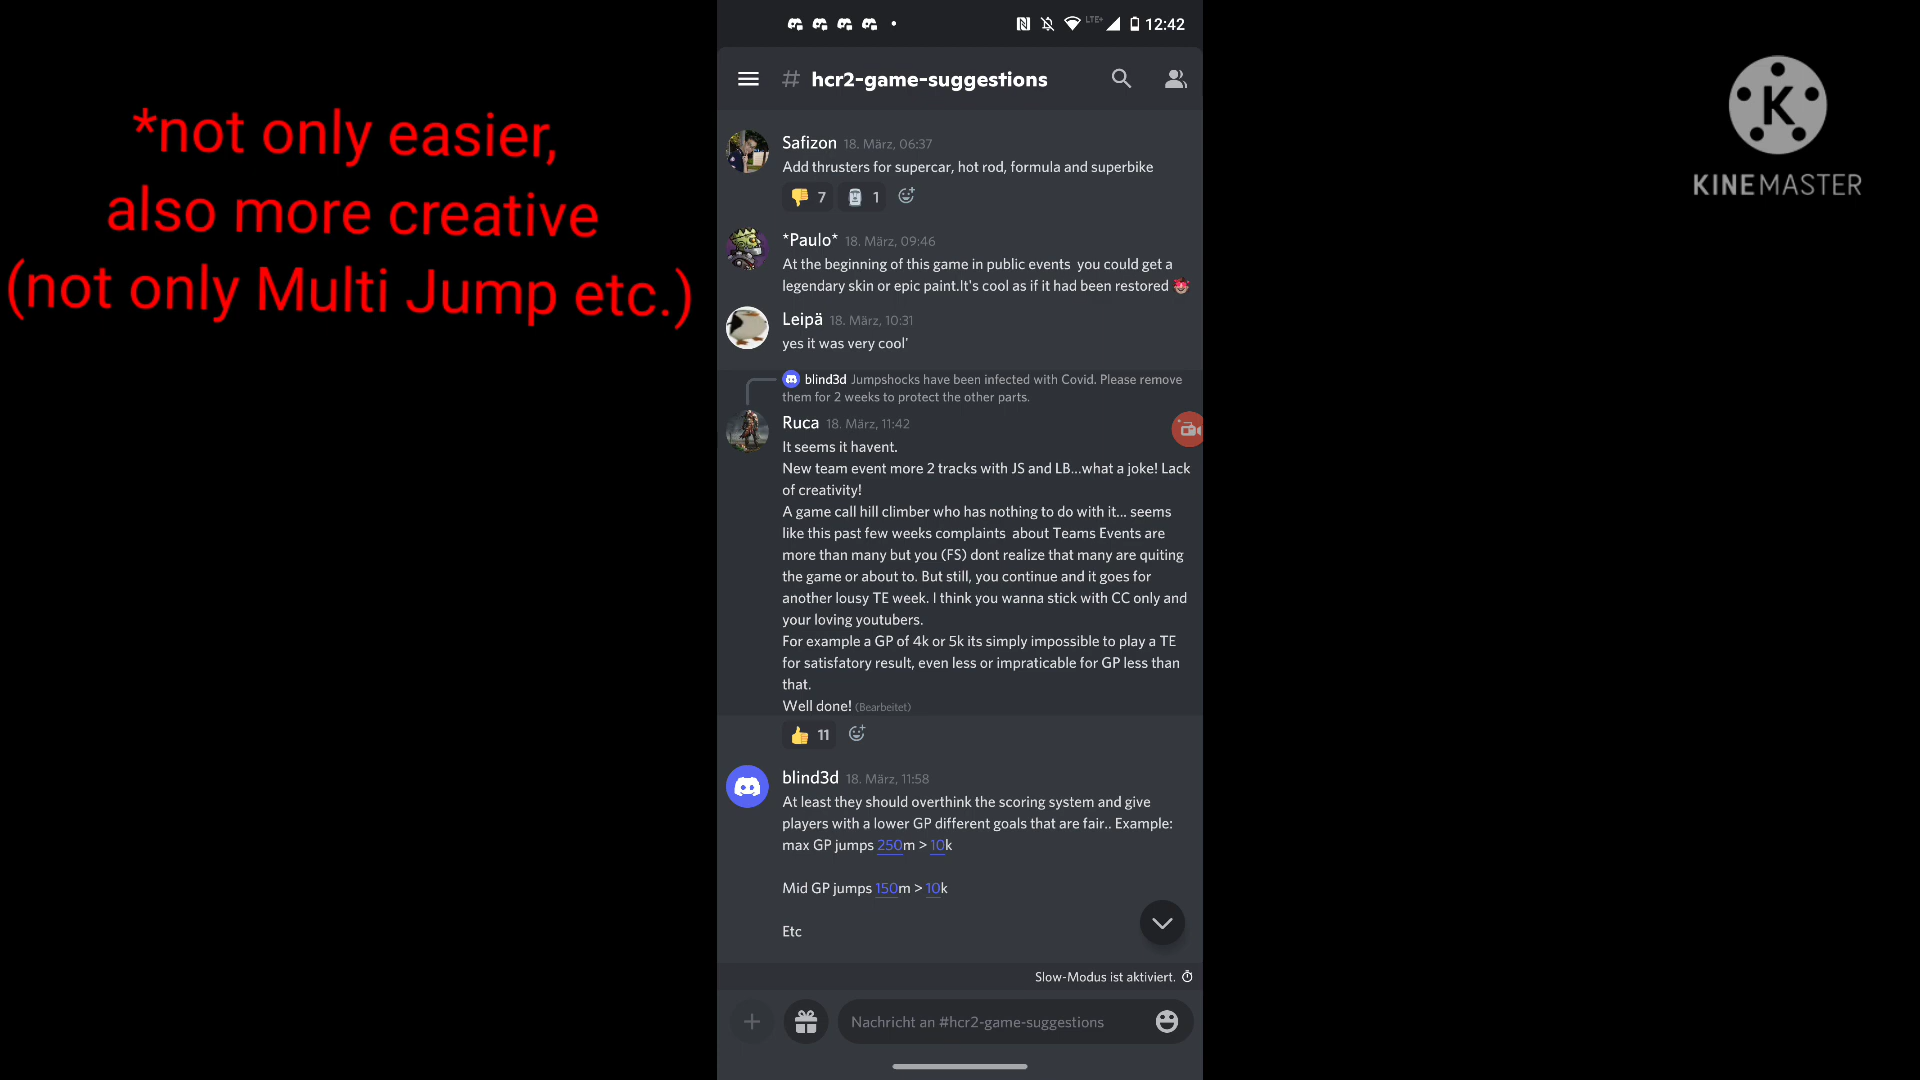 *not only easier,
also more creative
(not only Multi Jump etc.)
LTE+ 12:42
# hcr2-game-suggestions
Safizon 18. März, 06:37
Add thrusters for supercar, hot rod, formula and superbike
7 1
*Paulo* 18. März, 09:46
At the beginning of this game in public events you could get a
legendary skin or epic paint.It's cool as if it had been restored
Leipä 18. März, 10:31
yes it was very cool'
blind3d Jumpshocks have been infected with Covid. Please remove
them for 2 weeks to protect the other parts.
Ruca 18. März, 11:42
It seems it havent.
New team event more 2 tracks with JS and LB...what a joke! Lack
of creativity!
A game call hill climber who has nothing to do with it... seems
like this past few weeks complaints about Teams Events are
more than many but you (FS) dont realize that many are quiting
the game or about to. But still, you continue and it goes for
another lousy TE week. I think you wanna stick with CC only and
your loving youtubers.
For example a GP of 4k or 5k its simply impossible to play a TE
for satisfatory result, even less or impraticable for GP less than
that.
Well done! (Bearbeitet)
11
blind3d 18. März, 11:58
At least they should overthink the scoring system and give
players with a lower GP different goals that are fair.. Example:
max GP jumps 250m > 10k
Mid GP jumps 150m > 10k
Etc
Slow-Modus ist aktiviert.
Nachricht an #hcr2-game-suggestions
K
KINEMASTER